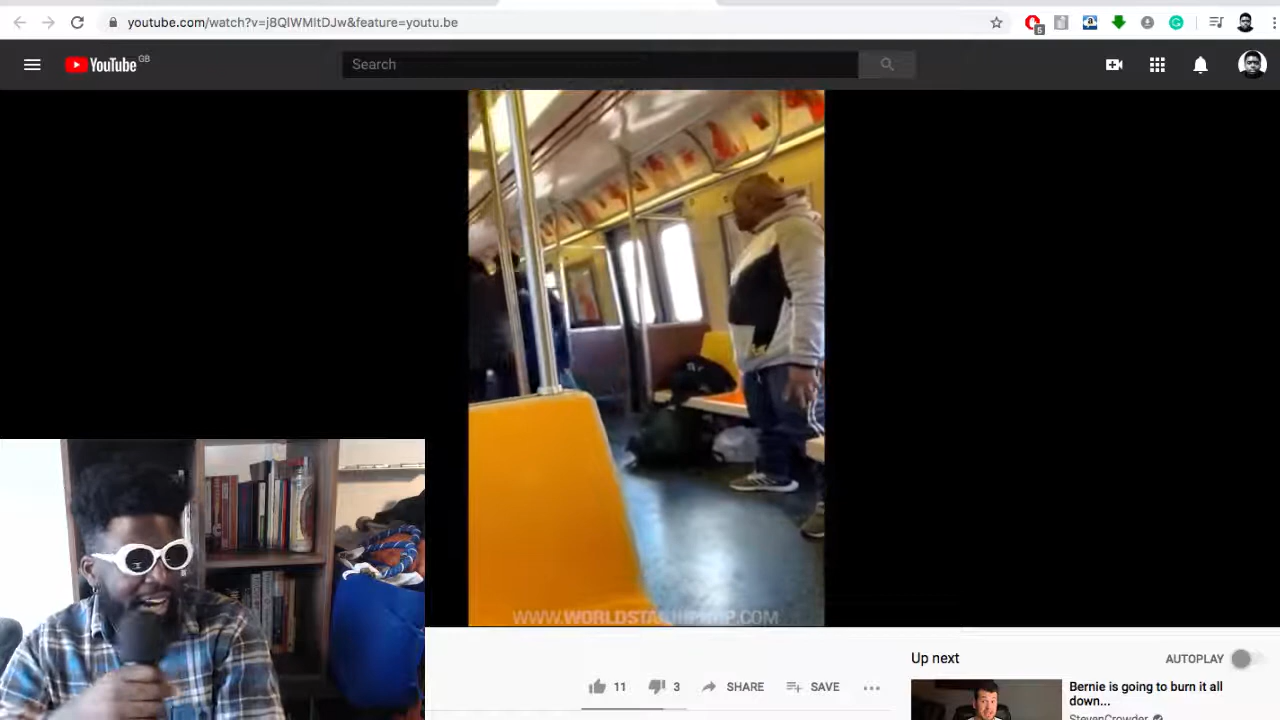 youtube.com/watch?v=j8QlWMltDJw&feature=youtu.be
5
YouTube GB
Search
WWW.WORLDSTARHIPHOP.COM
11
3
SHARE
SAVE
Up next
AUTOPLAY
Bernie is going to burn it all
down...
StevenCrowder